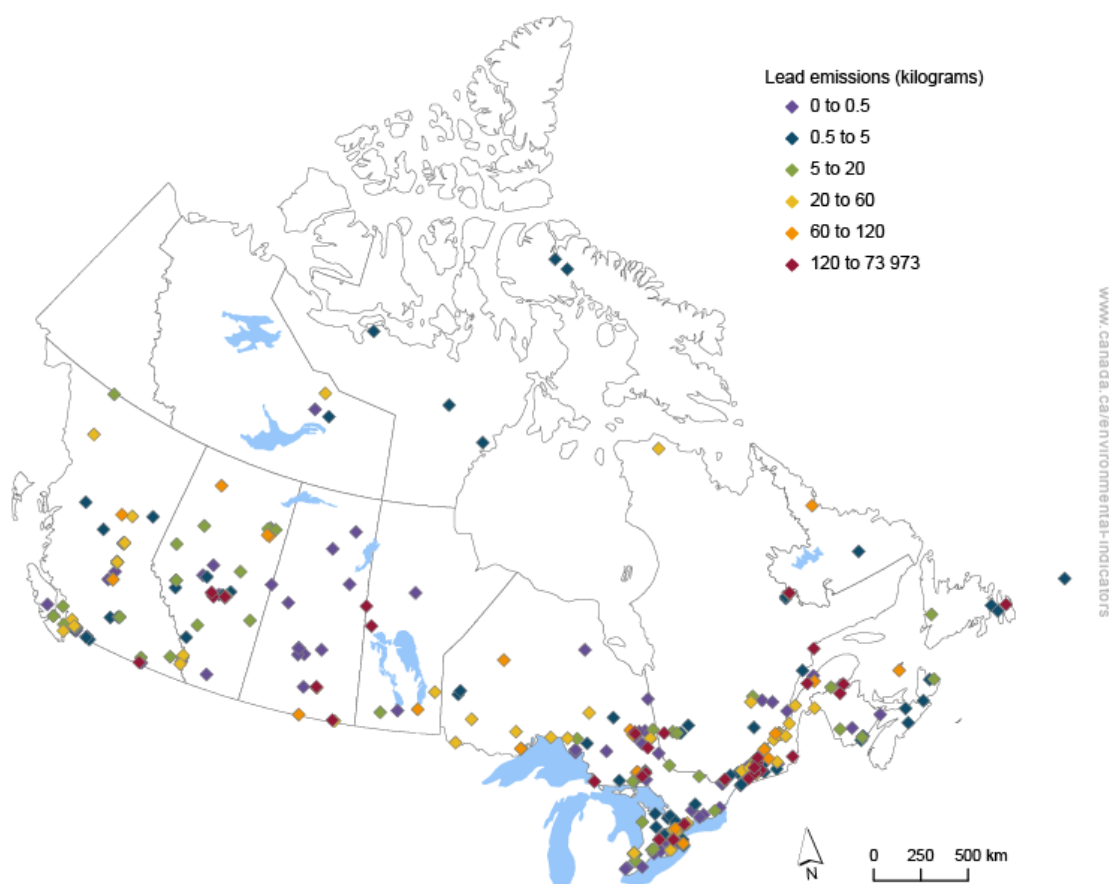 Lead emissions (kilograms)
0 to 0.5
0.5 to 5
5 to 20
20 to 60
60 to 120
120 to 73 973
www.canada.ca/environmental-indicators
N
0 250 500 km